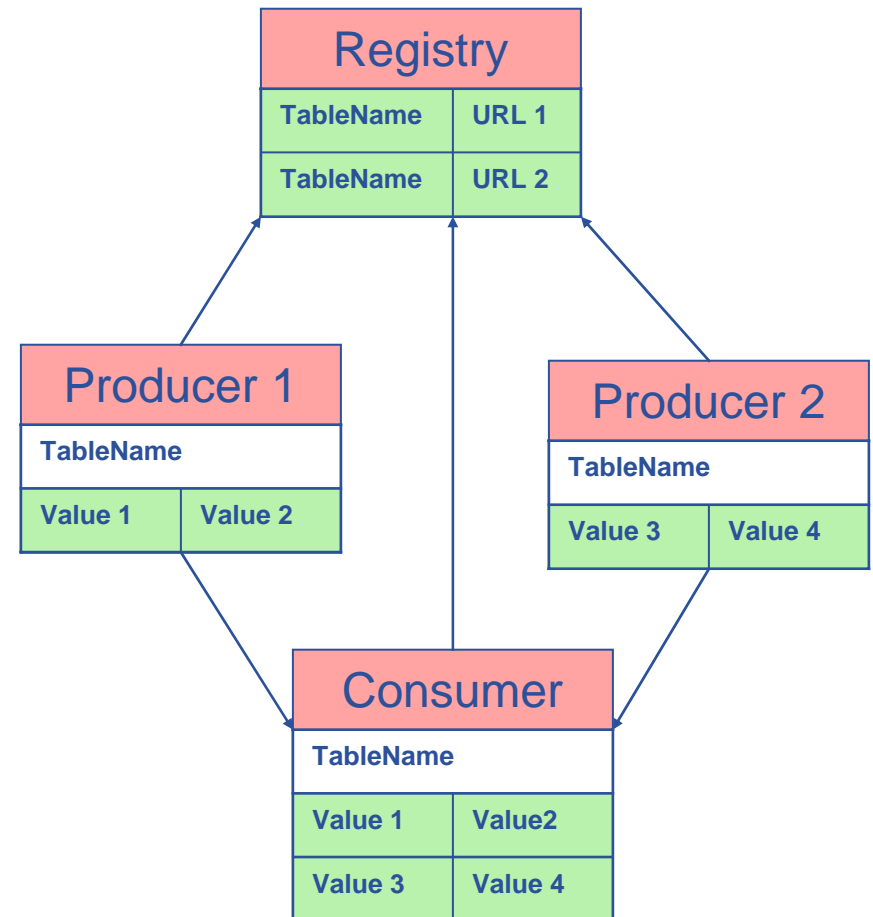 Registry
TableName URL 1
TableName URL 2
Producer 1
TableName
Value 1 Value 2
Producer 2
TableName
Value 3 Value 4
Consumer
TableName
Value 1 Value2
Value 3 Value 4